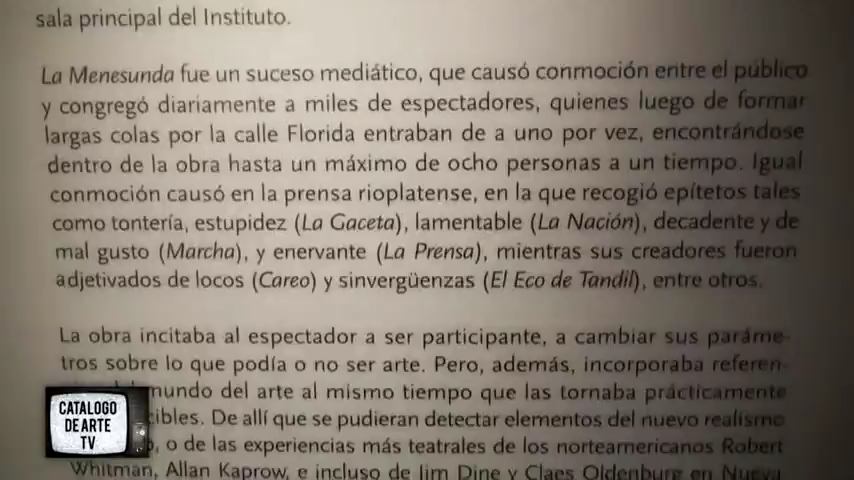 sala principal del Instituto.
La Menesunda fue un suceso mediático, que causó conmoción entre el público
y congregó diariamente a miles de espectadores, quienes luego de formar
largas colas por la calle Florida entraban de a uno por vez, encontrándose
dentro de la obra hasta un máximo de ocho personas a un tiempo. Igual
conmoción causó en la prensa rioplatense, en la que recogió epítetos tales
como tontería, estupidez (La Gaceta), lamentable (La Nación), decadente y de
mal gusto (Marcha), y enervante (La Prensa), mientras sus creadores fueron
adjetivados de locos (Careo) y sinvergüenzas (El Eco de Tandil), entre otros.
La obra incitaba al espectador a ser participante, a cambiar sus paráme-
tros sobre lo que podía o no ser arte. Pero, además, incorporaba referen-
mundo del arte al mismo tiempo que las tornaba prácticamente
cibles. De allí que se pudieran detectar elementos del nuevo realismo
o de las experiencias más teatrales de los norteamericanos Robert
Whitman, Allan Kaprow, e incluso de Jim Dine y Claes Oldenburg en Nueva
CATALOGO
DE ARTE
TV